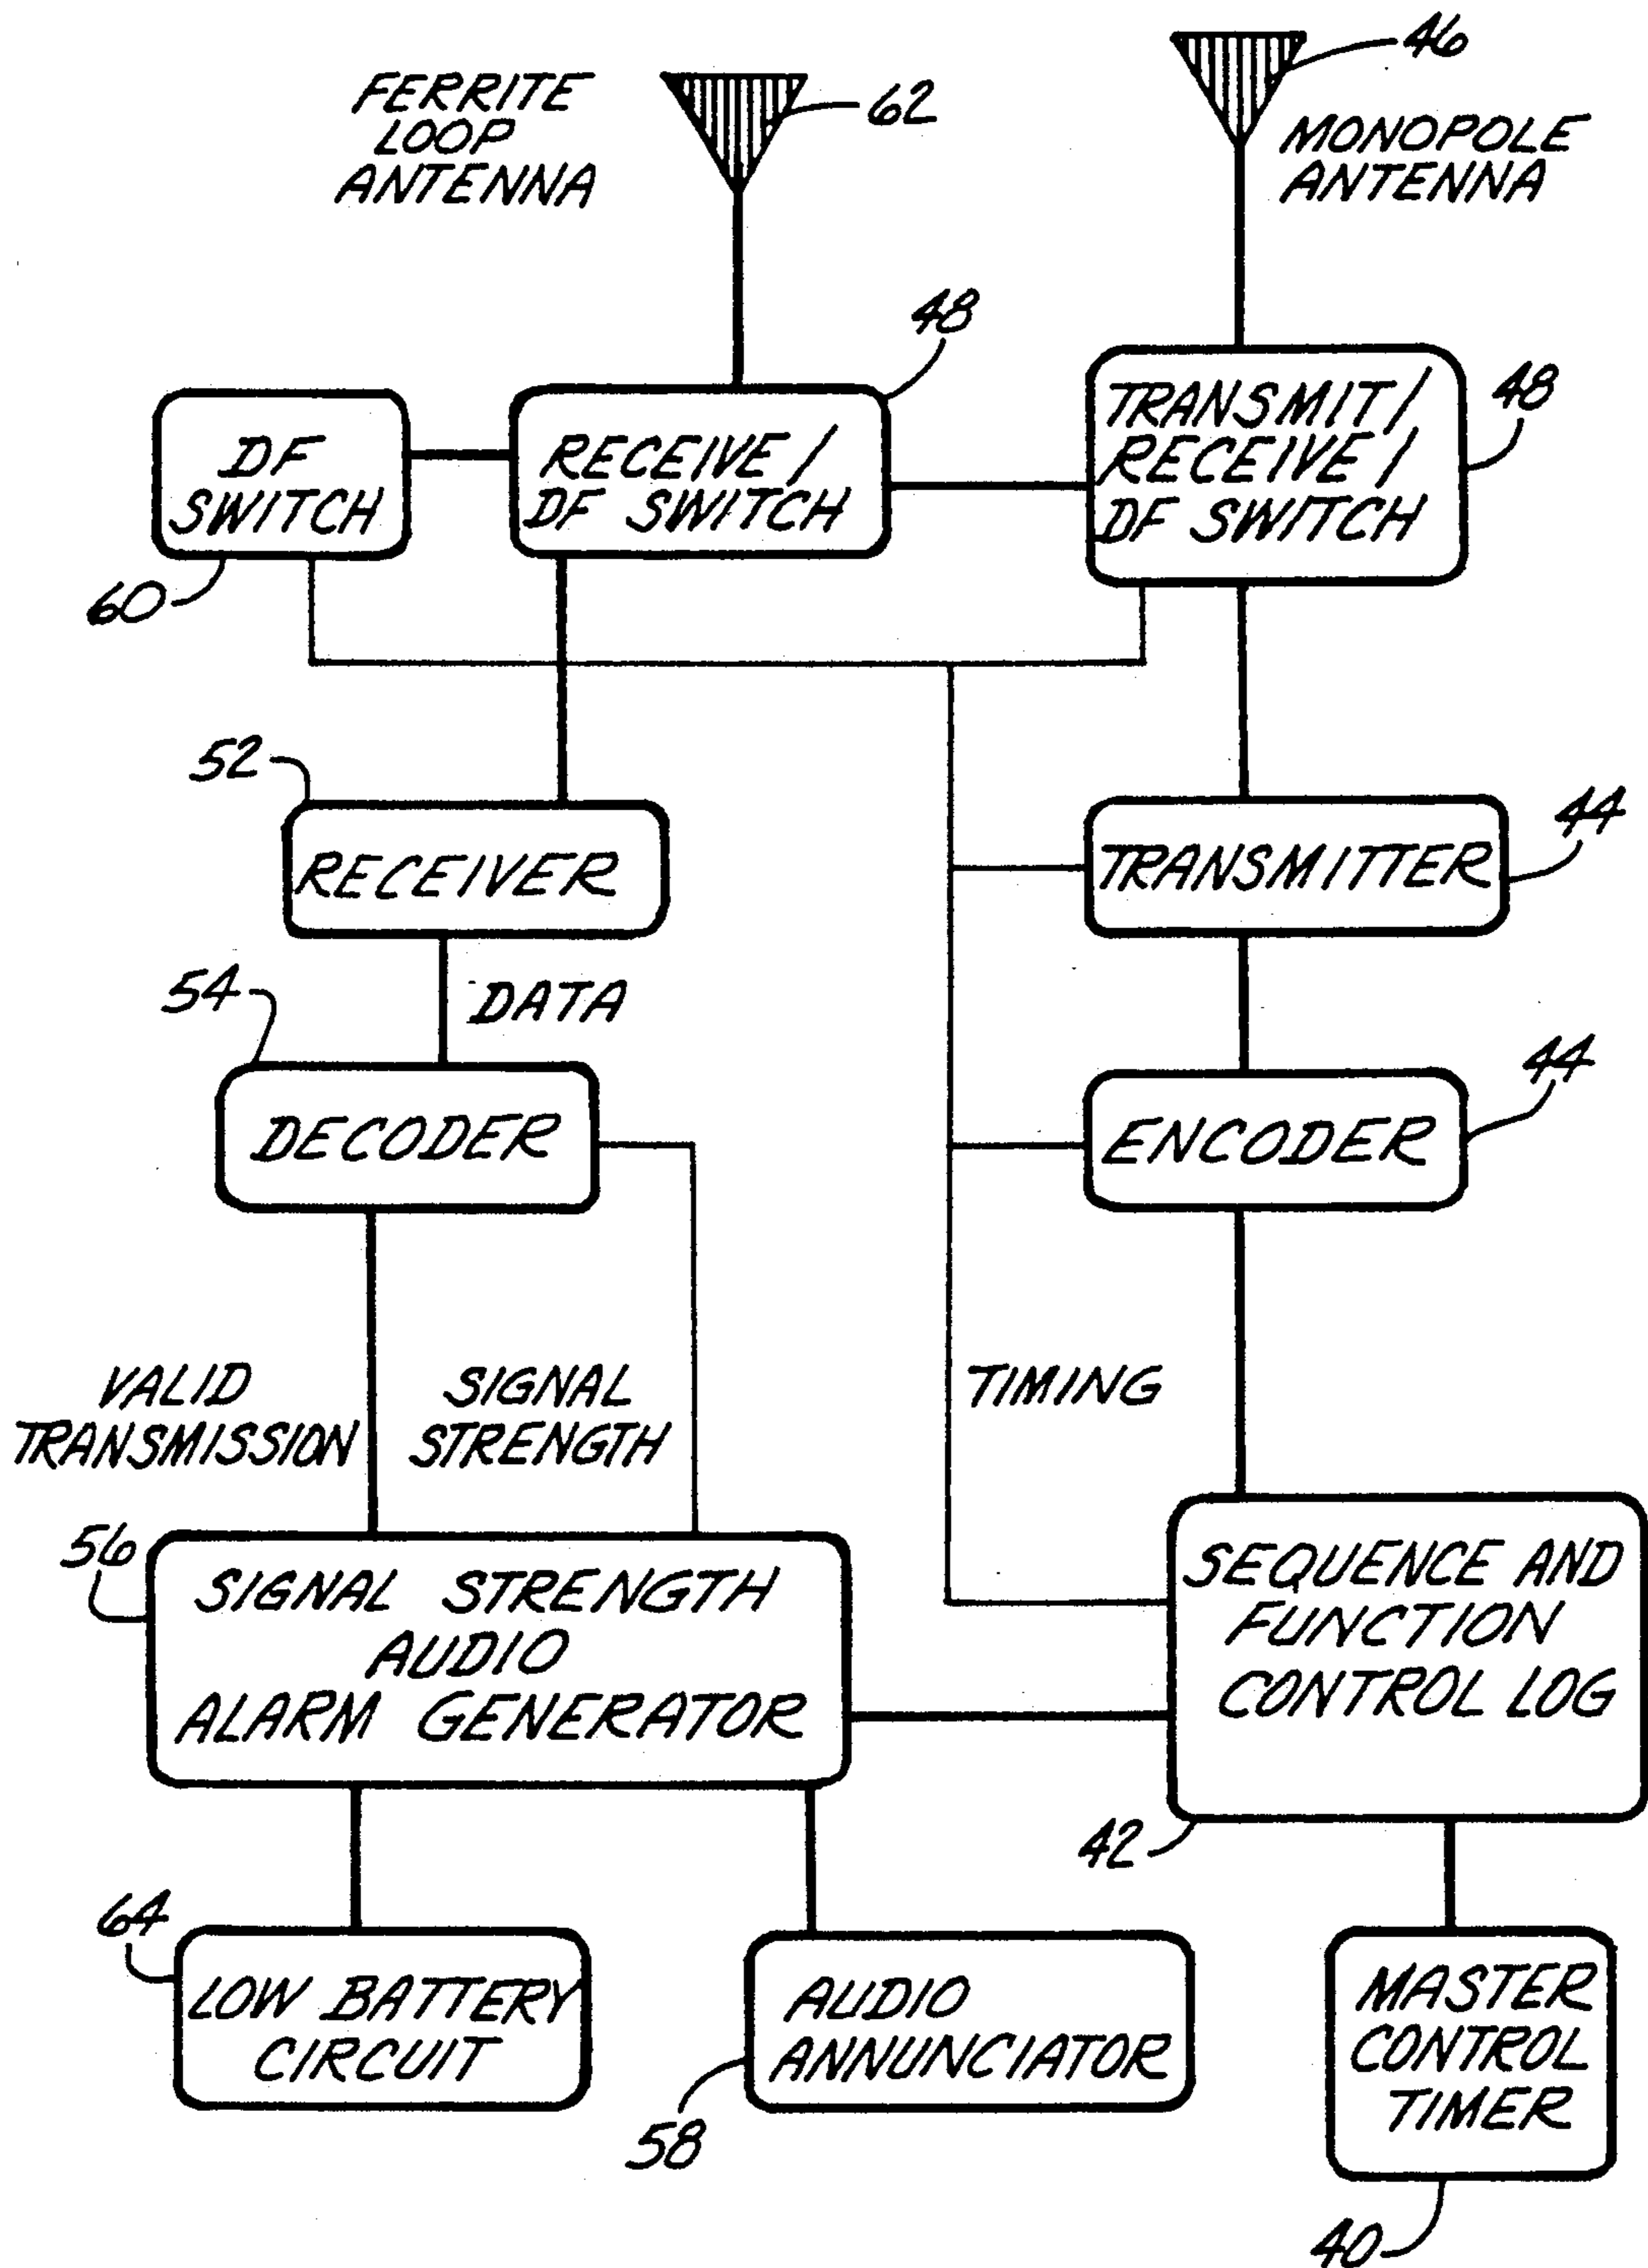 46
FERRITE
LOOP
ANTENNA
62
MONOPOLE
ANTENNA
48
DF
SWITCH
60
RECEIVE/
DF SWITCH
TRANSMIT/
RECEIVE/
DF SWITCH
48
52
RECEIVER
TRANSMITTER
44
DATA
54
DECODER
ENCODER
44
VALID
TRANSMISSION
SIGNAL
STRENGTH
TIMING
56
SIGNAL STRENGTH
AUDIO
ALARM GENERATOR
SEQUENCE AND
FUNCTION
CONTROL LOG
42
64
LOW BATTERY
CIRCUIT
AUDIO
ANNUNCIATOR
58
MASTER
CONTROL
TIMER
40